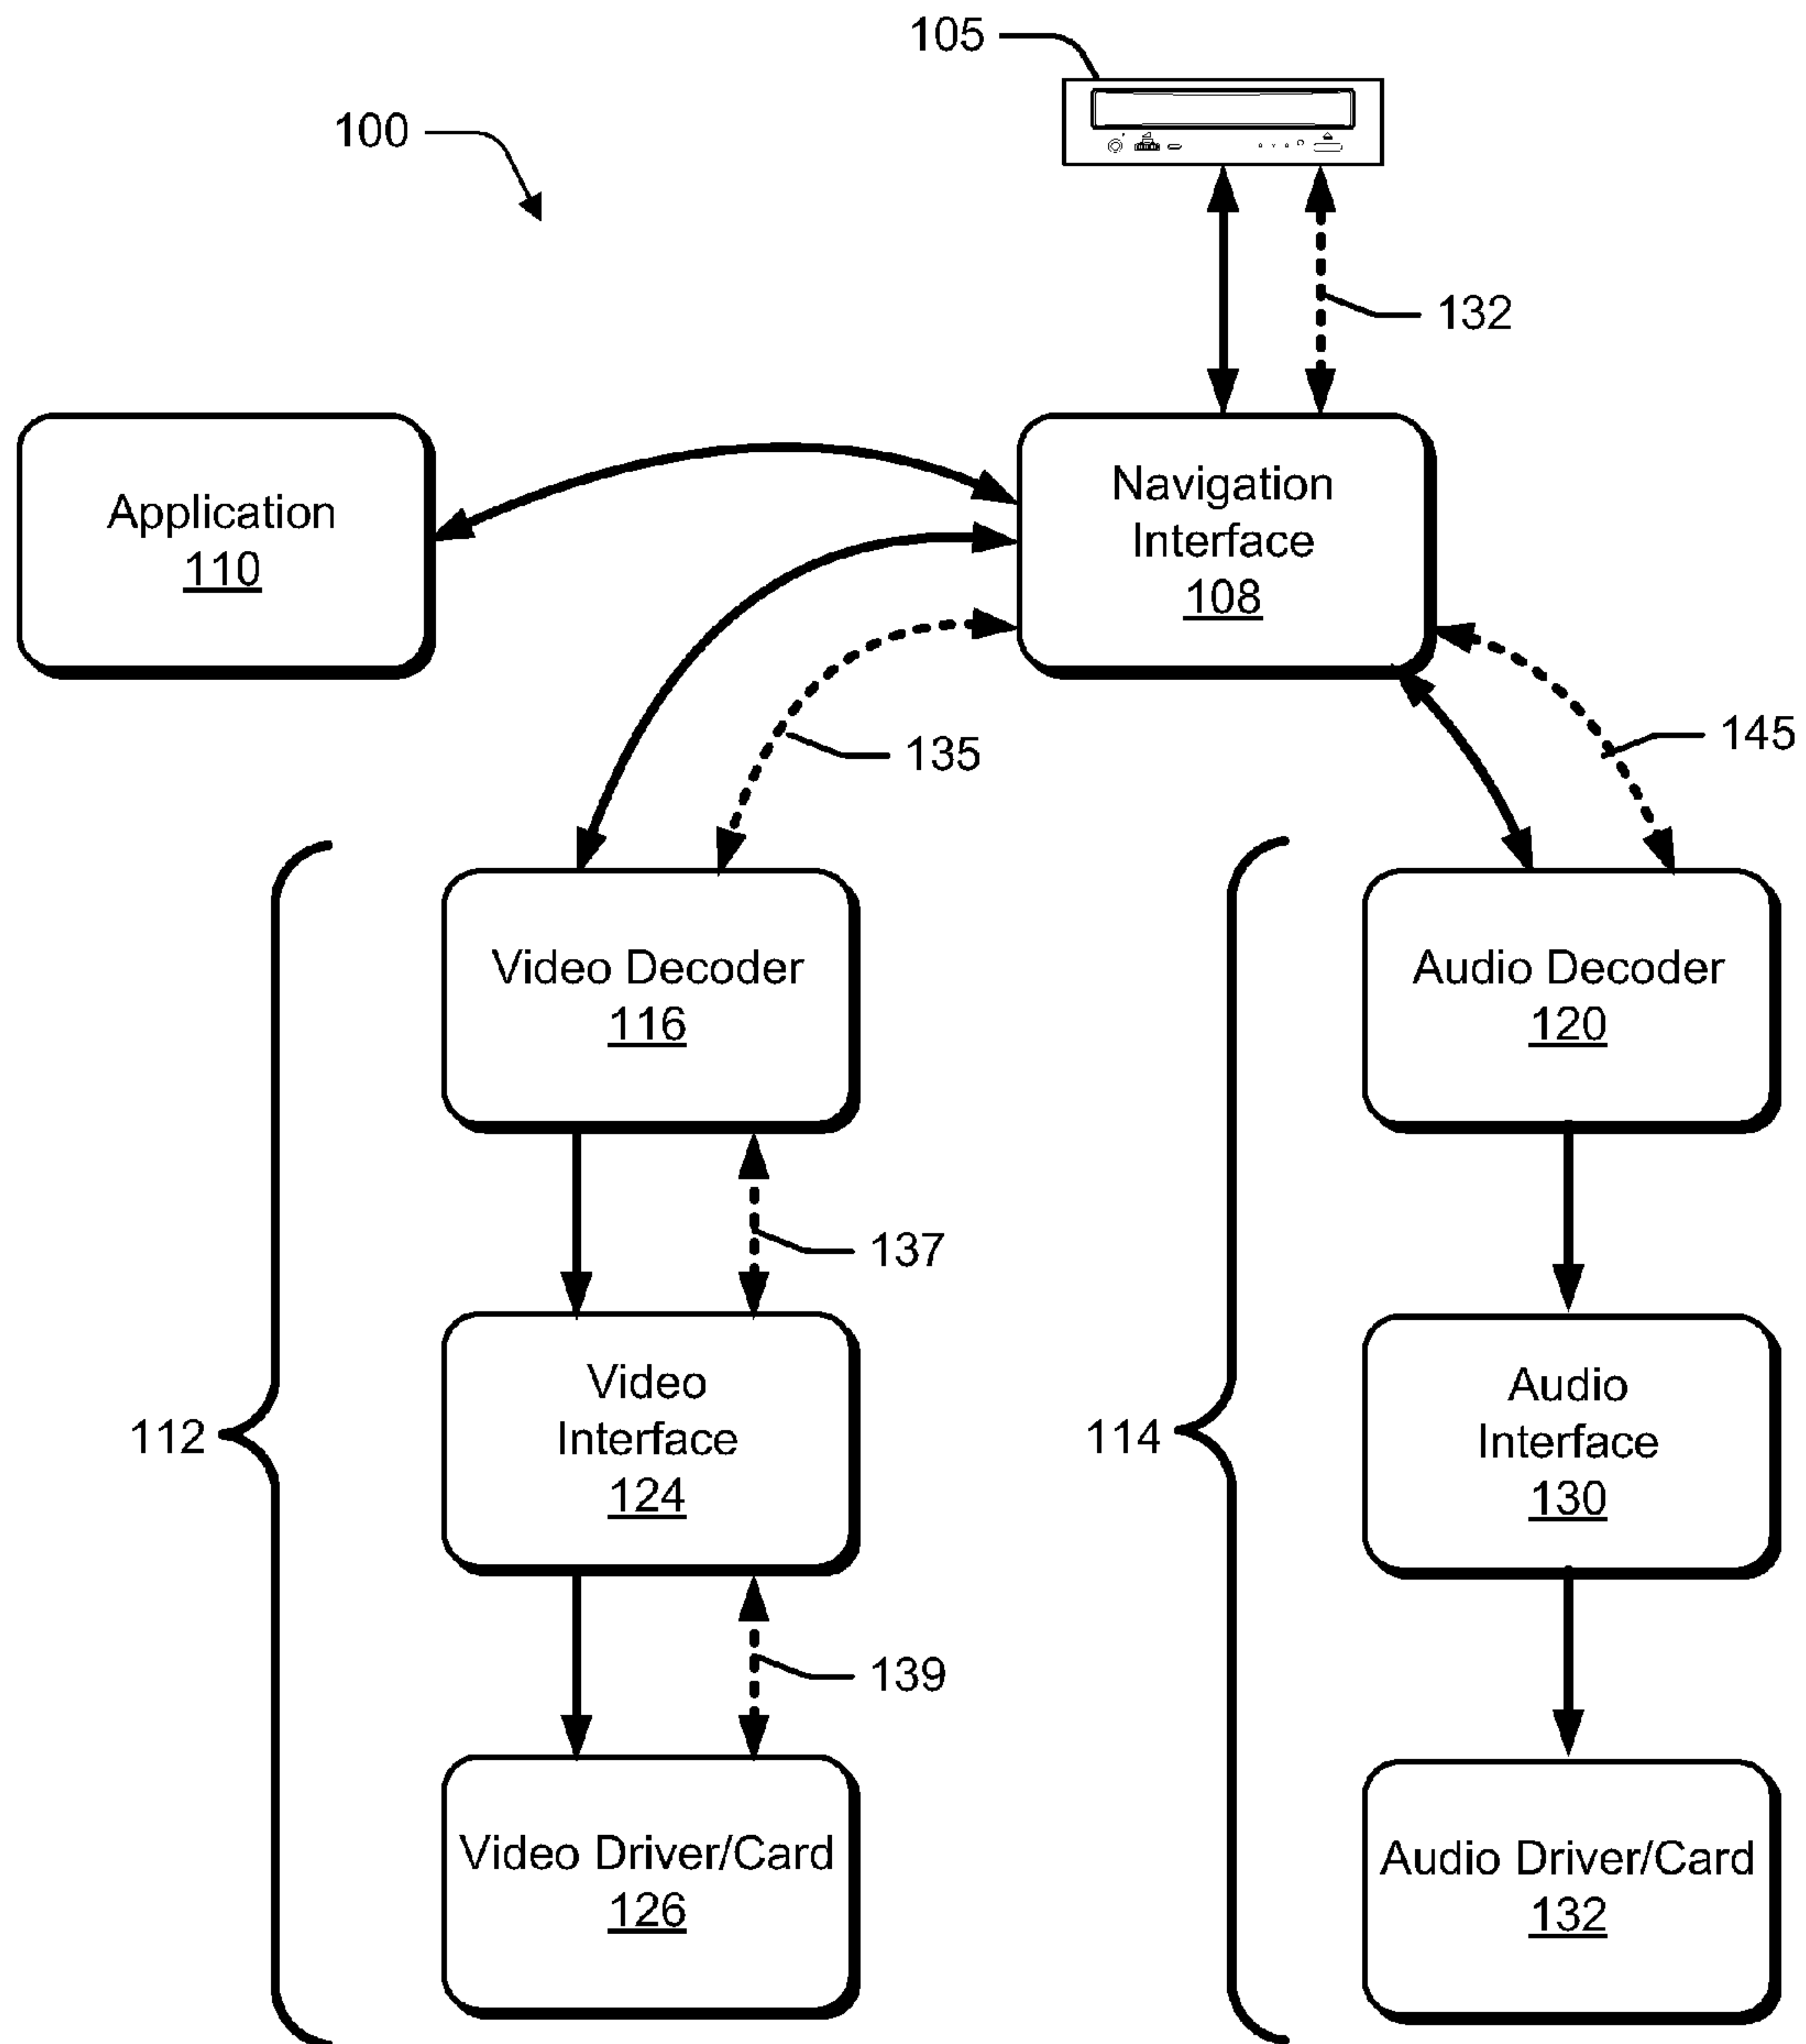 105
100
132
Application
110
Navigation
Interface
108
135
145
Video Decoder
116
Audio Decoder
120
137
112
Video
Interface
124
114
Audio
Interface
130
139
Video Driver/Card
126
Audio Driver/Card
132